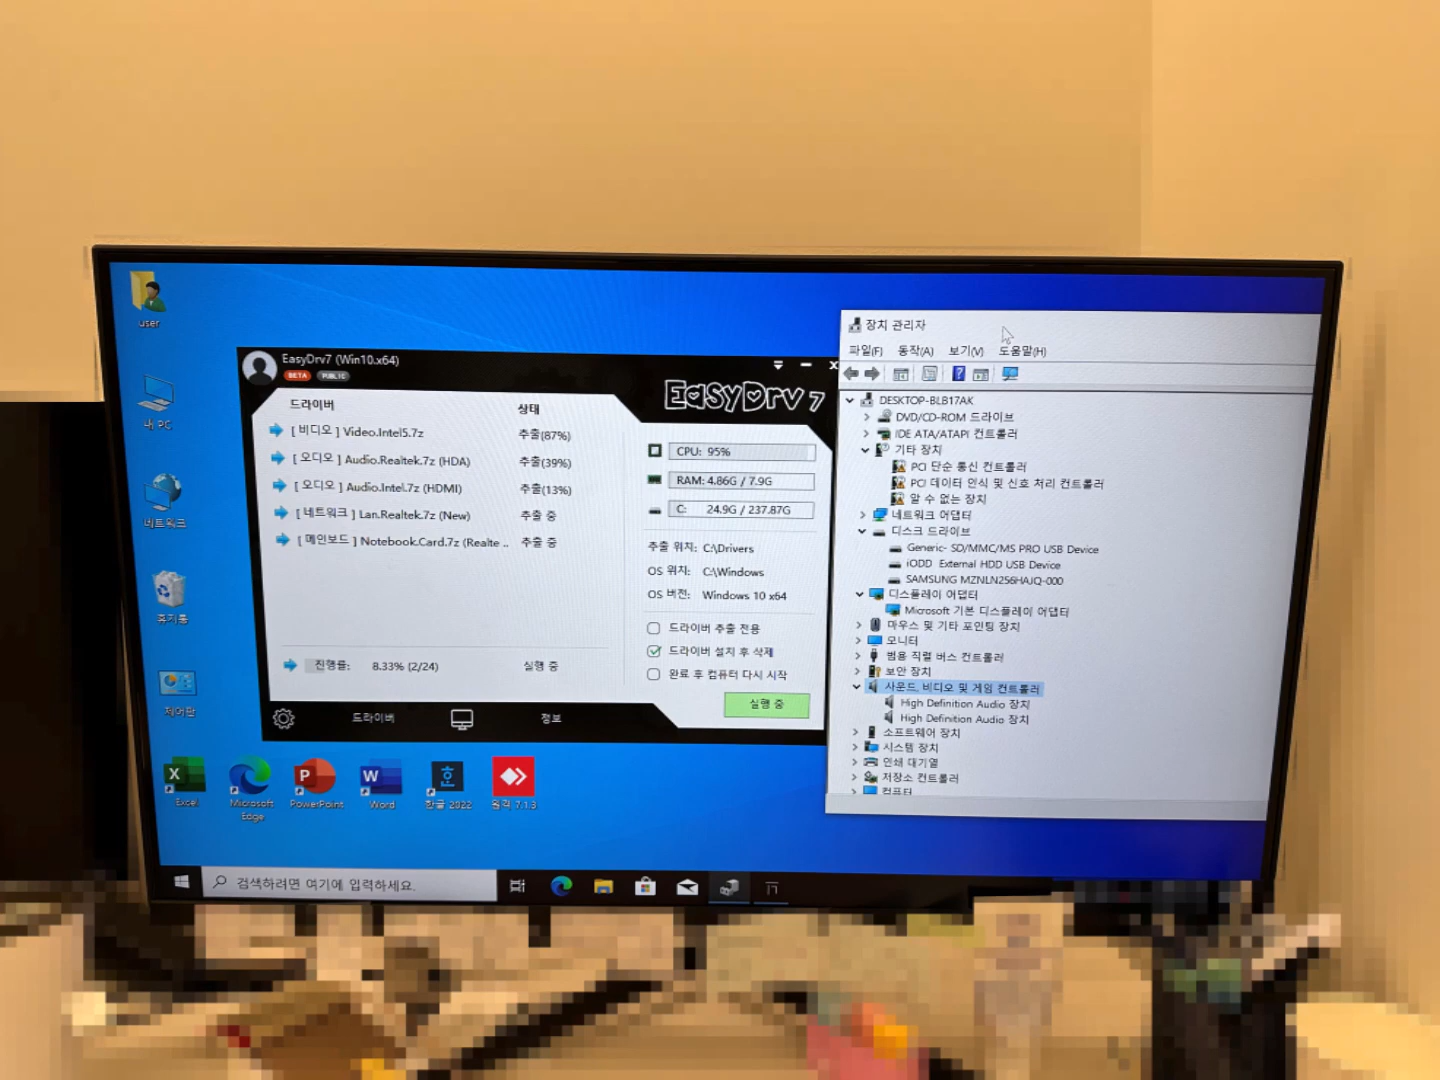 user
내 PC
네트워크
휴지통
제어판
Excel
Microsoft Edge
PowerPoint
Word
한글 2022
원격 7.1.3
EasyDrv7 (Win10.x64)
BETA PUBLIC
EasyDrv 7
드라이버 상태
[ 비디오 ] Video.Intel5.7z 추출(87%)
[ 오디오 ] Audio.Realtek.7z (HDA) 추출(39%)
[ 오디오 ] Audio.Intel.7z (HDMI) 추출(13%)
[ 네트워크 ] Lan.Realtek.7z (New) 추출 중
[ 메인보드 ] Notebook.Card.7z (Realte .. 추출 중
진행률: 8.33% (2/24) 실행 중
드라이버 정보
CPU: 95%
RAM: 4.86G / 7.9G
C: 24.9G / 237.87G
추출 위치: C:\Drivers
OS 위치: C:\Windows
OS 버전: Windows 10 x64
드라이버 추출 전용
드라이버 설치 후 삭제
완료 후 컴퓨터 다시 시작
실행 중
장치 관리자
파일(F) 동작(A) 보기(V) 도움말(H)
DESKTOP-BLB17AK
DVD/CD-ROM 드라이브
IDE ATA/ATAPI 컨트롤러
기타 장치
PCI 단순 통신 컨트롤러
PCI 데이터 인식 및 신호 처리 컨트롤러
알 수 없는 장치
네트워크 어댑터
디스크 드라이브
Generic- SD/MMC/MS PRO USB Device
iODD External HDD USB Device
SAMSUNG MZNLN256HAJQ-000
디스플레이 어댑터
Microsoft 기본 디스플레이 어댑터
마우스 및 기타 포인팅 장치
모니터
범용 직렬 버스 컨트롤러
보안 장치
사운드, 비디오 및 게임 컨트롤러
High Definition Audio 장치
High Definition Audio 장치
소프트웨어 장치
시스템 장치
인쇄 대기열
저장소 컨트롤러
컴퓨터
검색하려면 여기에 입력하세요.